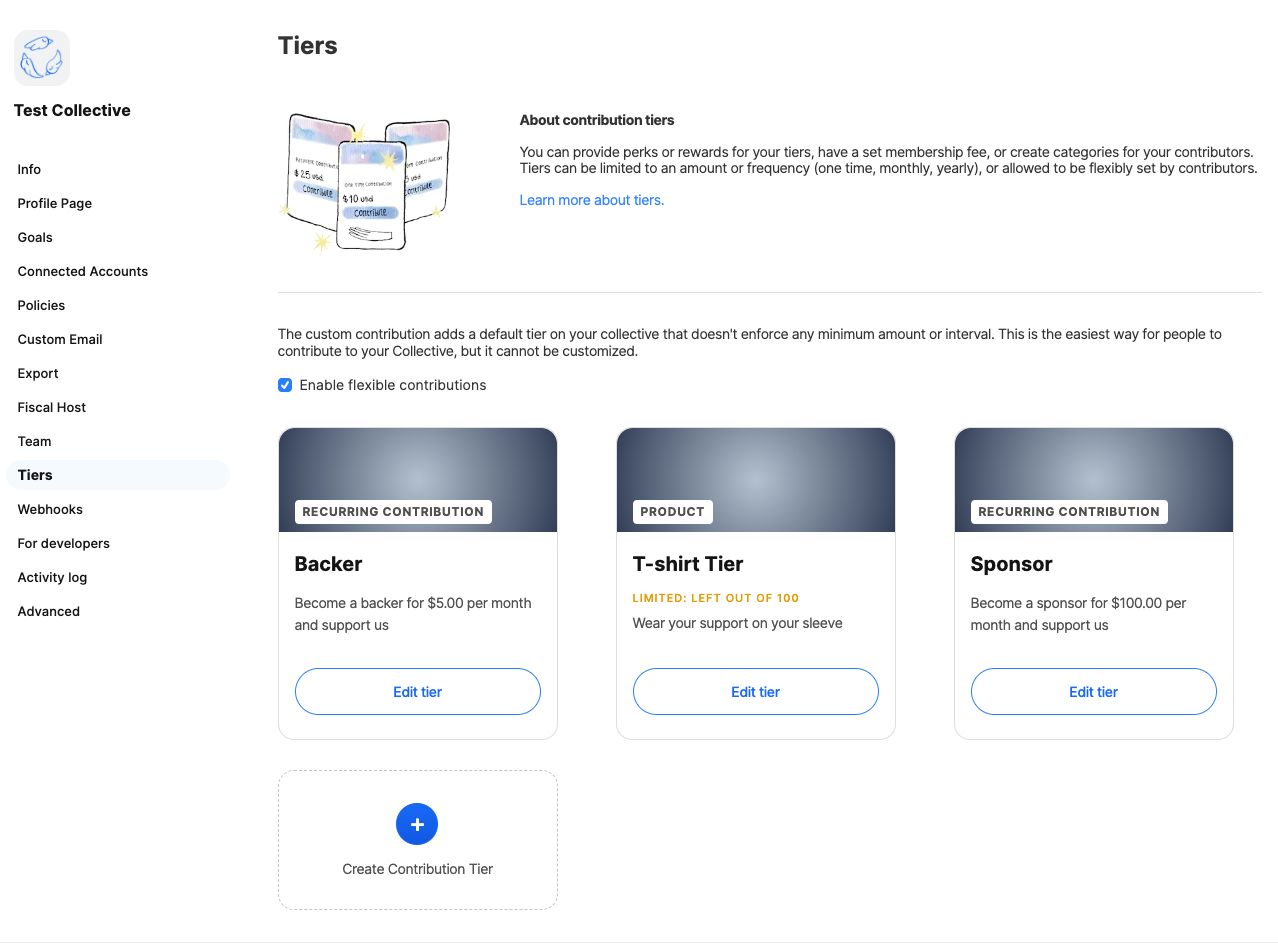 Test Collective
Info
Profile Page
Goals
Connected Accounts
Policies
Custom Email
Export
Fiscal Host
Team
Tiers
Webhooks
For developers
Activity log
Advanced
Tiers
$ 25 usd.
Contribute
One time Contribution
$ 10 usd
Contribute
Contribution
5 usd.
Contribute
About contribution tiers
You can provide perks or rewards for your tiers, have a set membership fee, or create categories for your contributors.
Tiers can be limited to an amount or frequency (one time, monthly, yearly), or allowed to be flexibly set by contributors.
Learn more about tiers.
The custom contribution adds a default tier on your collective that doesn't enforce any minimum amount or interval. This is the easiest way for people to
contribute to your Collective, but it cannot be customized.
Enable flexible contributions
RECURRING CONTRIBUTION
Backer
Become a backer for $5.00 per month
and support us
Edit tier
PRODUCT
T-shirt Tier
LIMITED: LEFT OUT OF 100
Wear your support on your sleeve
Edit tier
RECURRING CONTRIBUTION
Sponsor
Become a sponsor for $100.00 per
month and support us
Edit tier
Create Contribution Tier